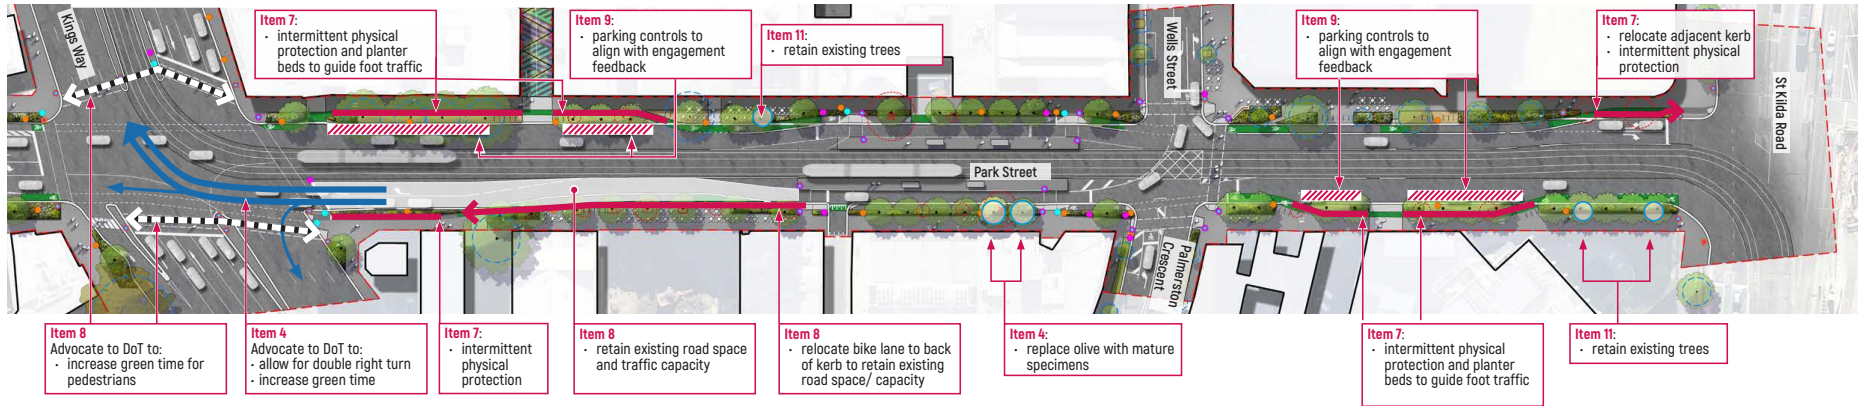 Item 7:
· intermittent physical
protection and planter
beds to guide foot traffic
Item 9:
· parking controls to
align with engagement
feedback
Item 11:
· retain existing trees
Item 9:
· parking controls to
align with engagement
feedback
Item 7:
· relocate adjacent kerb
· intermittent physical
protection
Kings Way
Wells Street
St Kilda Road
Park Street
Palmerston
Crescent
N
Item 8
Advocate to DoT to:
· increase green time for
pedestrians
Item 4
Advocate to DoT to:
· allow for double right turn
· increase green time
Item 7:
· intermittent
physical
protection
Item 8
· retain existing road space
and traffic capacity
Item 8
· relocate bike lane to back
of kerb to retain existing
road space/ capacity
Item 4:
· replace olive with mature
specimens
Item 7:
· intermittent physical
protection and planter
beds to guide foot traffic
Item 11:
· retain existing trees